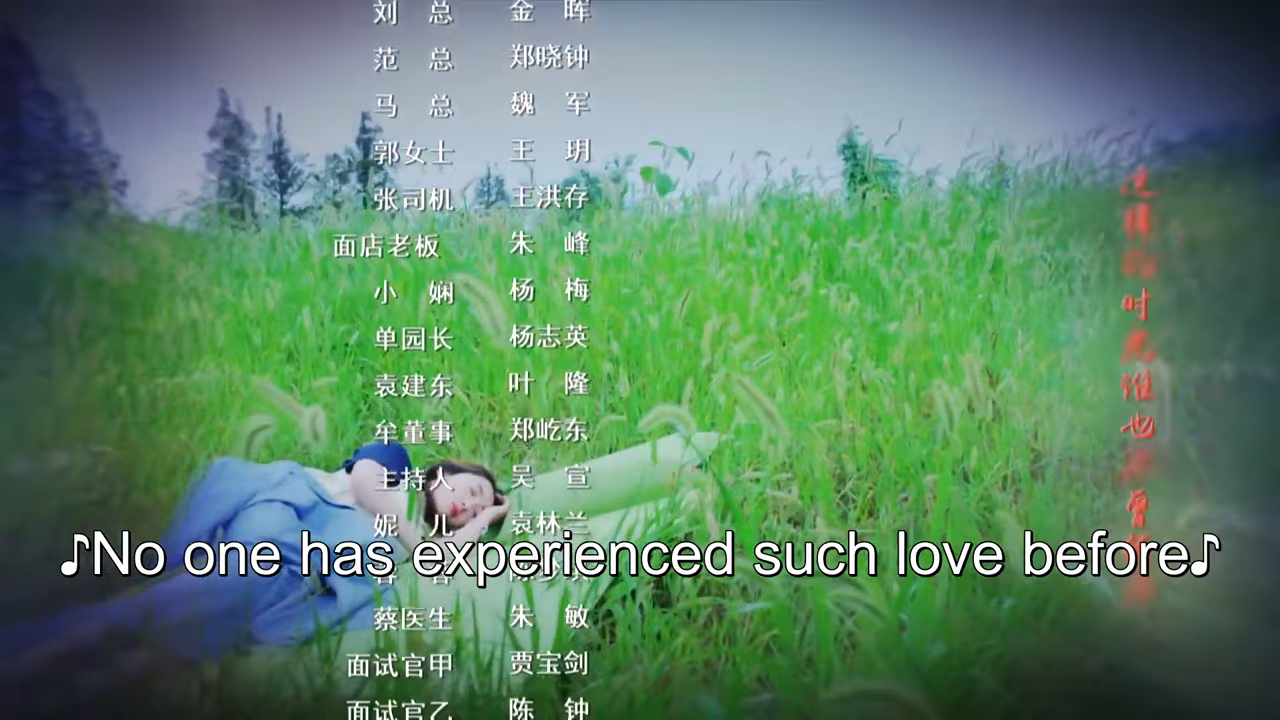 刘 总 金 晖
范 总 郑晓钟
马 总 魏 军
郭女士 王 玥
张司机 王洪存
面店老板 朱 峰
小 娴 杨 梅
单园长 杨志英
袁建东 叶 隆
牟董事 郑屹东
主持人 吴 宣
妮 儿 袁林兰
♪No one has experienced such love before♪
蔡医生 朱 敏
面试官甲 贾宝剑
面试官乙 陈 钟
时 谁也 曾